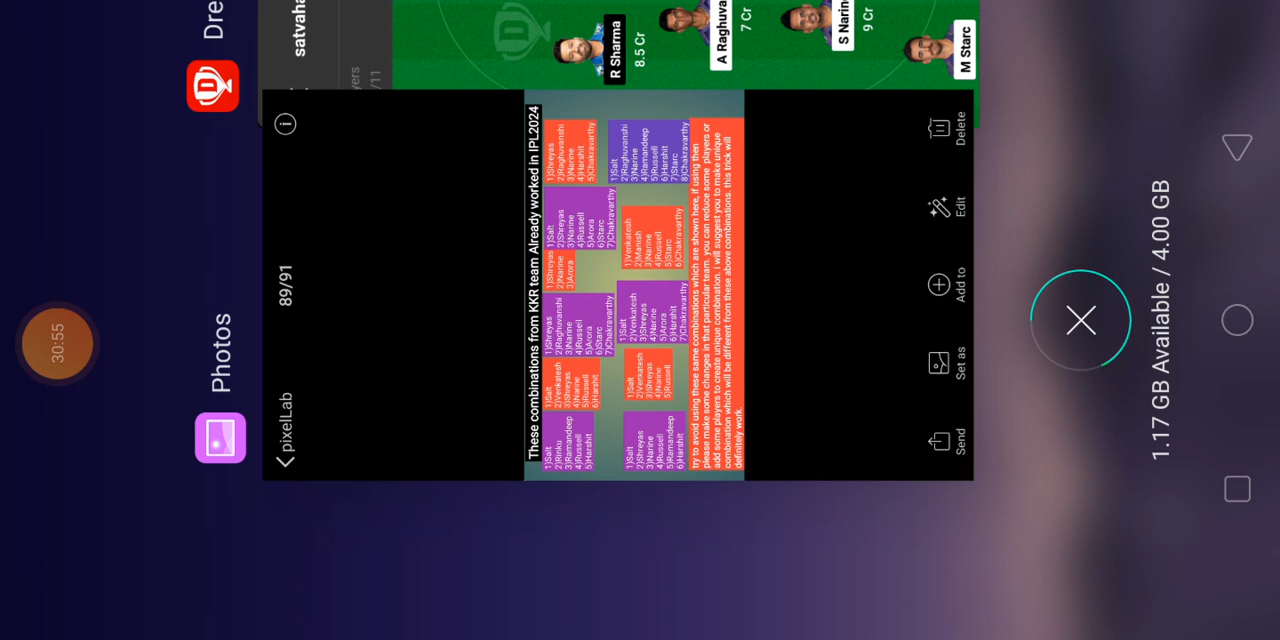 30:55
Photos
Dre
pixelLab
89/91
satvaha
yers
/11
These combinations from KKR team Already worked in IPL2024
1)Salt
2)Rinku
3)Ramandeep
4)Russell
5)Harshit
1)Salt
2)Venkatesh
3)Shreyas
4)Narine
5)Russell
6)Harshit
1)Shreyas
2)Raghuvanshi
3)Narine
4)Russell
5)Arora
6)Starc
7)Chakravarthy
1)Shreyas
2)Narine
3)Arora
1)Salt
2)Shreyas
3)Narine
4)Russell
5)Arora
6)Starc
7)Chakravarthy
1)Shreyas
2)Raghuvanshi
3)Narine
4)Harshit
5)Chakravarthy
1)Salt
2)Shreyas
3)Narine
4)Russell
5)Ramandeep
6)Harshit
1)Salt
2)Venkatesh
3)Shreyas
4)Narine
5)Russell
1)Salt
2)Venkatesh
3)Shreyas
4)Narine
5)Arora
6)Harshit
7)Chakravarthy
1)Venkatesh
2)Manish
3)Narine
4)Russell
5)Starc
6)Chakravarthy
1)Salt
2)Raghuvanshi
3)Narine
4)Ramandeep
5)Russell
6)Harshit
7)Starc
8)Chakravarthy
try to avoid using these same combinations which are shown here, if using then
please make some changes in that particular team. you can reduce some players or
add some players to create unique combination. i will suggest you to make unique
combination which will be different from these above combinations. this trick will
definitely work.
R Sharma
8.5 Cr
A Raghuva
7 Cr
S Narin
9 Cr
M Starc
Send
Set as
Add to
Edit
Delete
1.17 GB Available / 4.00 GB